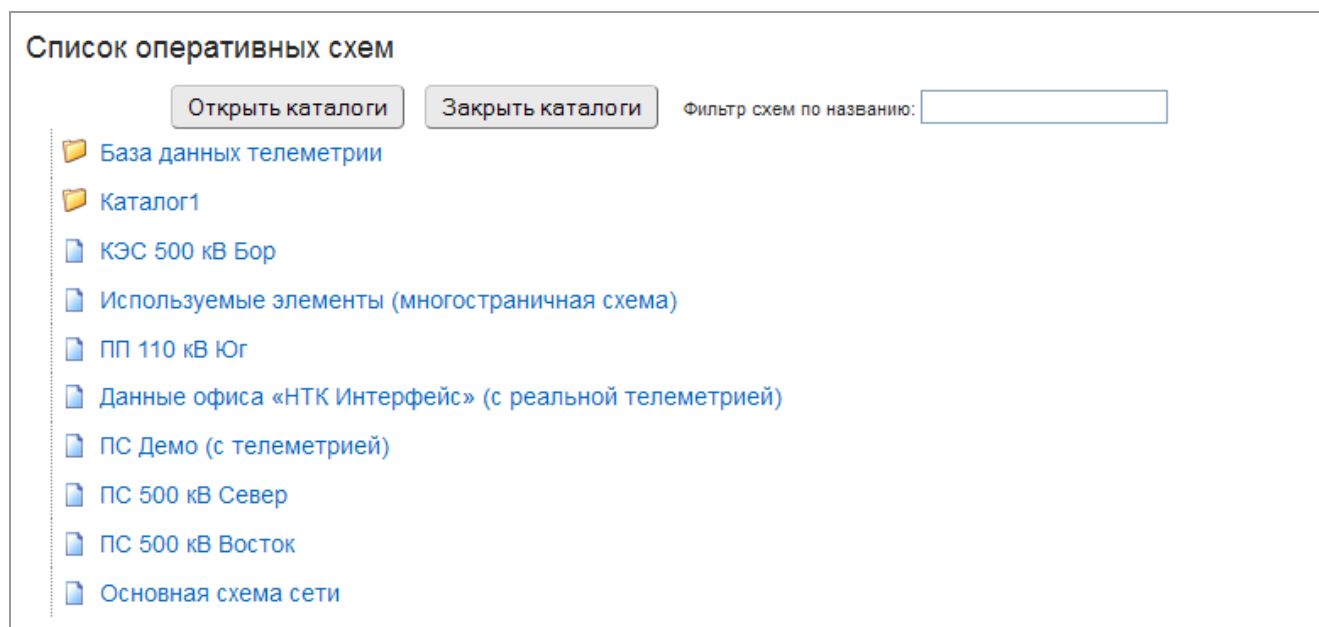 Список оперативных схем
Открыть каталоги Закрыть каталоги Фильтр схем по названию:
База данных телеметрии
Каталог1
КЭС 500 кВ Бор
Используемые элементы (многостраничная схема)
ПП 110 кВ Юг
Данные офиса «НТК Интерфейс» (с реальной телеметрией)
ПС Демо (с телеметрией)
ПС 500 кВ Север
ПС 500 кВ Восток
Основная схема сети